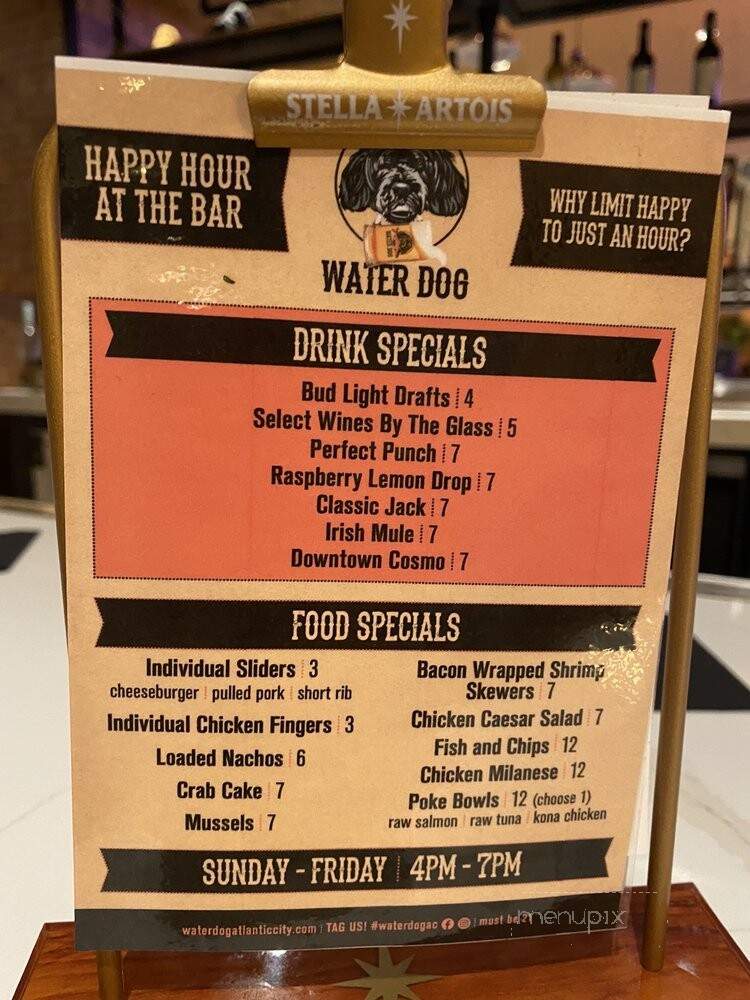 STELLA ARTOIS
HAPPY HOUR
AT THE BAR
WHY LIMIT HAPPY
TO JUST AN HOUR?
WATER DOG
DRINK SPECIALS
Bud Light Drafts | 4
Select Wines By The Glass | 5
Perfect Punch | 7
Raspberry Lemon Drop | 7
Classic Jack | 7
Irish Mule | 7
Downtown Cosmo | 7
FOOD SPECIALS
Individual Sliders | 3
cheeseburger | pulled pork | short rib
Individual Chicken Fingers | 3
Loaded Nachos | 6
Crab Cake | 7
Mussels | 7
Bacon Wrapped Shrimp
Skewers | 7
Chicken Caesar Salad | 7
Fish and Chips | 12
Chicken Milanese | 12
Poke Bowls | 12 (choose 1)
raw salmon | raw tuna | kona chicken
SUNDAY - FRIDAY | 4PM - 7PM
waterdogatlanticcity.com | TAG US! #waterdogac | must be
menupix